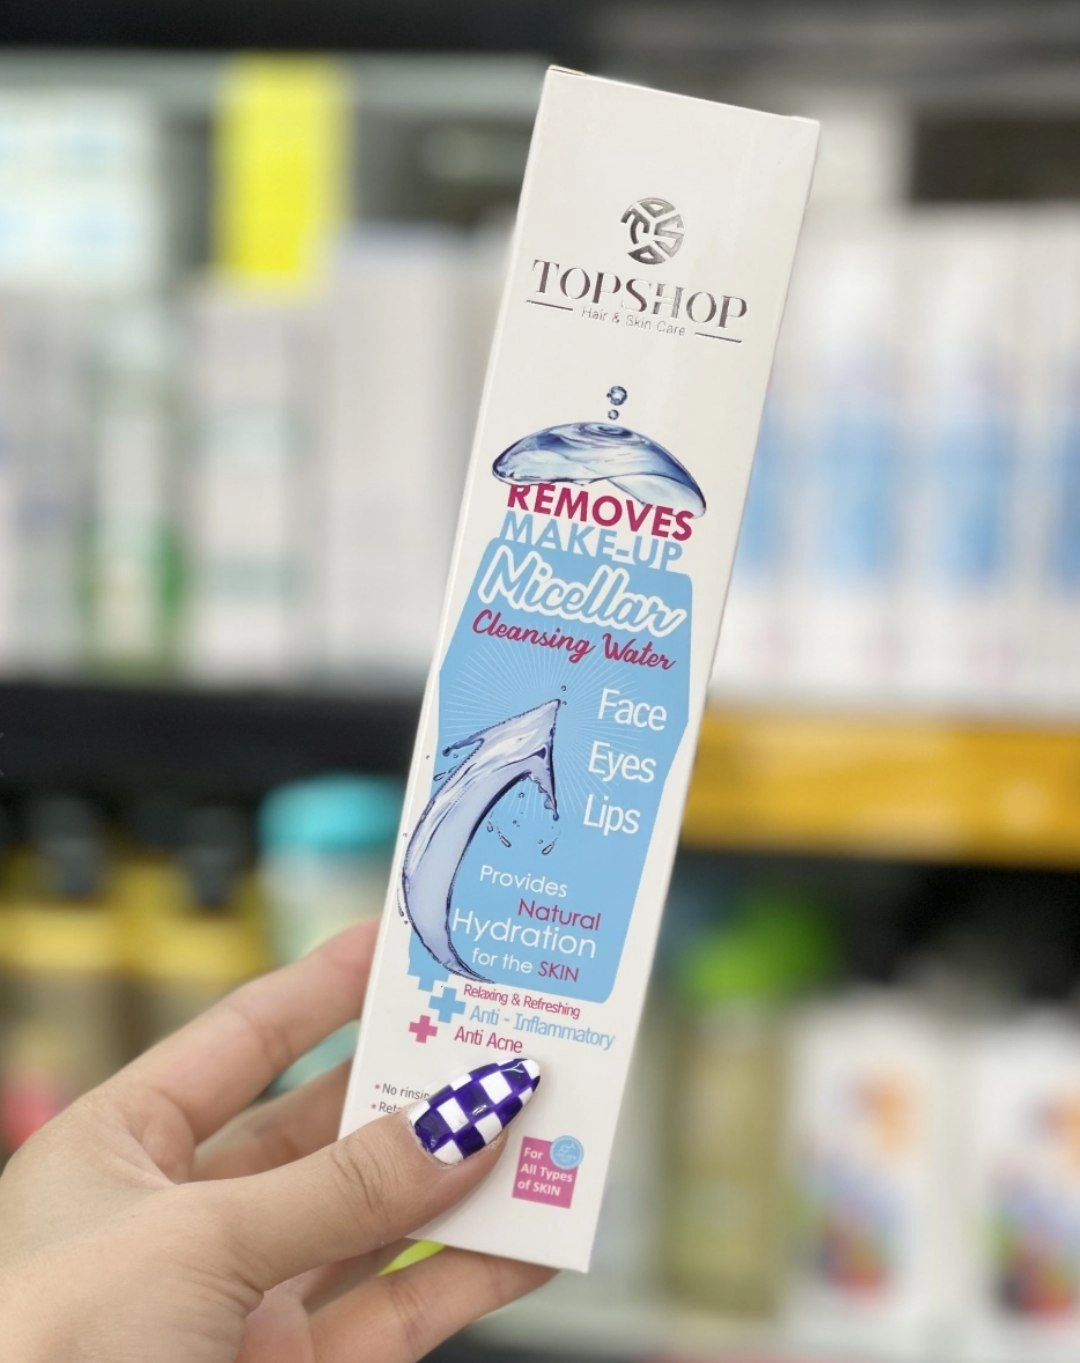 TOPSHOP
Hair & Skin Care
REMOVES
MAKE-UP
Micellar
Cleansing Water
Face
Eyes
Lips
Provides
Natural
Hydration
for the SKIN
Relaxing & Refreshing
Anti - Inflammatory
Anti Acne
No
For
All Types
of SKIN